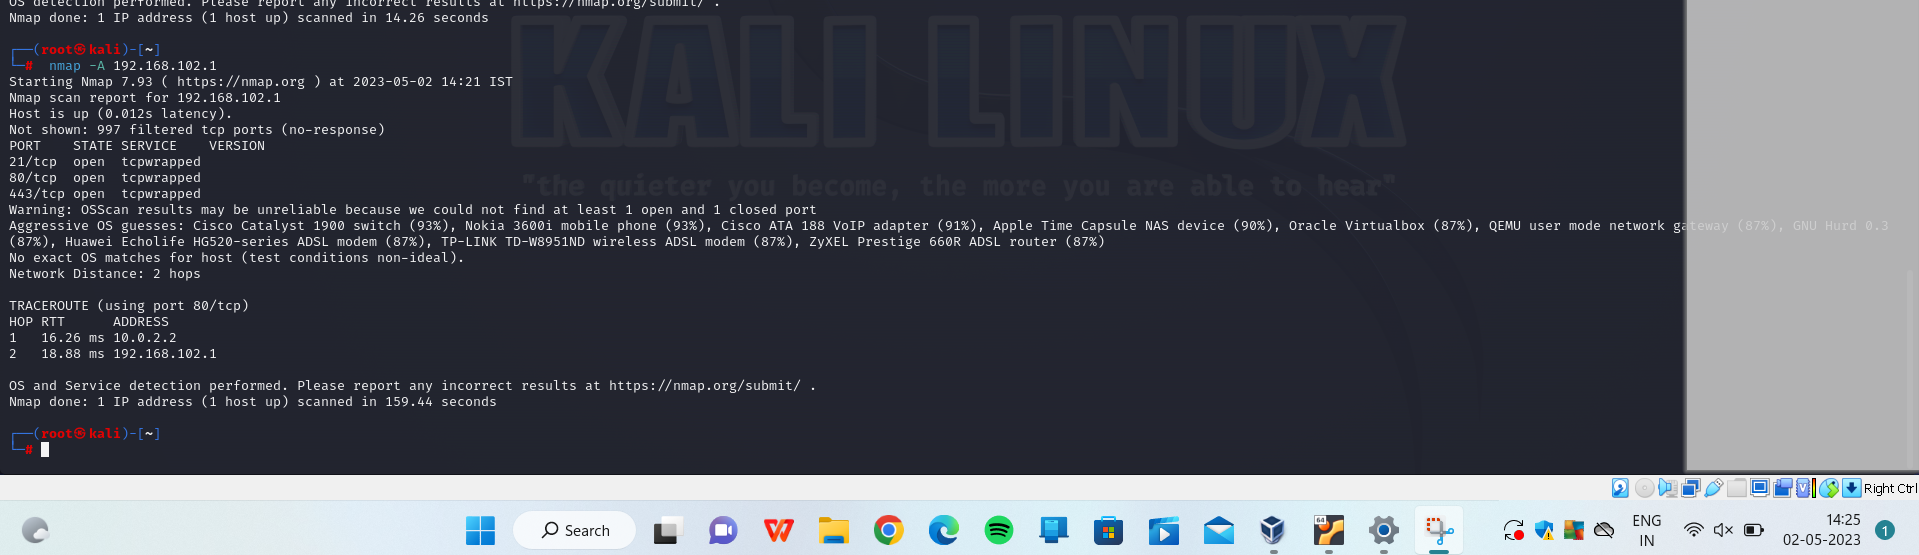 OS detection performed. Please report any incorrect results at https://nmap.org/submit/ .
Nmap done: 1 IP address (1 host up) scanned in 14.26 seconds
KALI LINUX
"the quieter you become, the more you are able to hear"
┌──(root㉿kali)-[~]
└─# nmap -A 192.168.102.1
Starting Nmap 7.93 ( https://nmap.org ) at 2023-05-02 14:21 IST
Nmap scan report for 192.168.102.1
Host is up (0.012s latency).
Not shown: 997 filtered tcp ports (no-response)
PORT    STATE SERVICE    VERSION
21/tcp  open  tcpwrapped
80/tcp  open  tcpwrapped
443/tcp open  tcpwrapped
Warning: OSScan results may be unreliable because we could not find at least 1 open and 1 closed port
Aggressive OS guesses: Cisco Catalyst 1900 switch (93%), Nokia 3600i mobile phone (93%), Cisco ATA 188 VoIP adapter (91%), Apple Time Capsule NAS device (90%), Oracle Virtualbox (87%), QEMU user mode network gateway (87%), GNU Hurd 0.3
(87%), Huawei Echolife HG520-series ADSL modem (87%), TP-LINK TD-W8951ND wireless ADSL modem (87%), ZyXEL Prestige 660R ADSL router (87%)
No exact OS matches for host (test conditions non-ideal).
Network Distance: 2 hops
TRACEROUTE (using port 80/tcp)
HOP RTT      ADDRESS
1   16.26 ms 10.0.2.2
2   18.88 ms 192.168.102.1
OS and Service detection performed. Please report any incorrect results at https://nmap.org/submit/ .
Nmap done: 1 IP address (1 host up) scanned in 159.44 seconds
┌──(root㉿kali)-[~]
└─#
Right Ctrl
Search
64
ENG
IN
14:25
02-05-2023
1